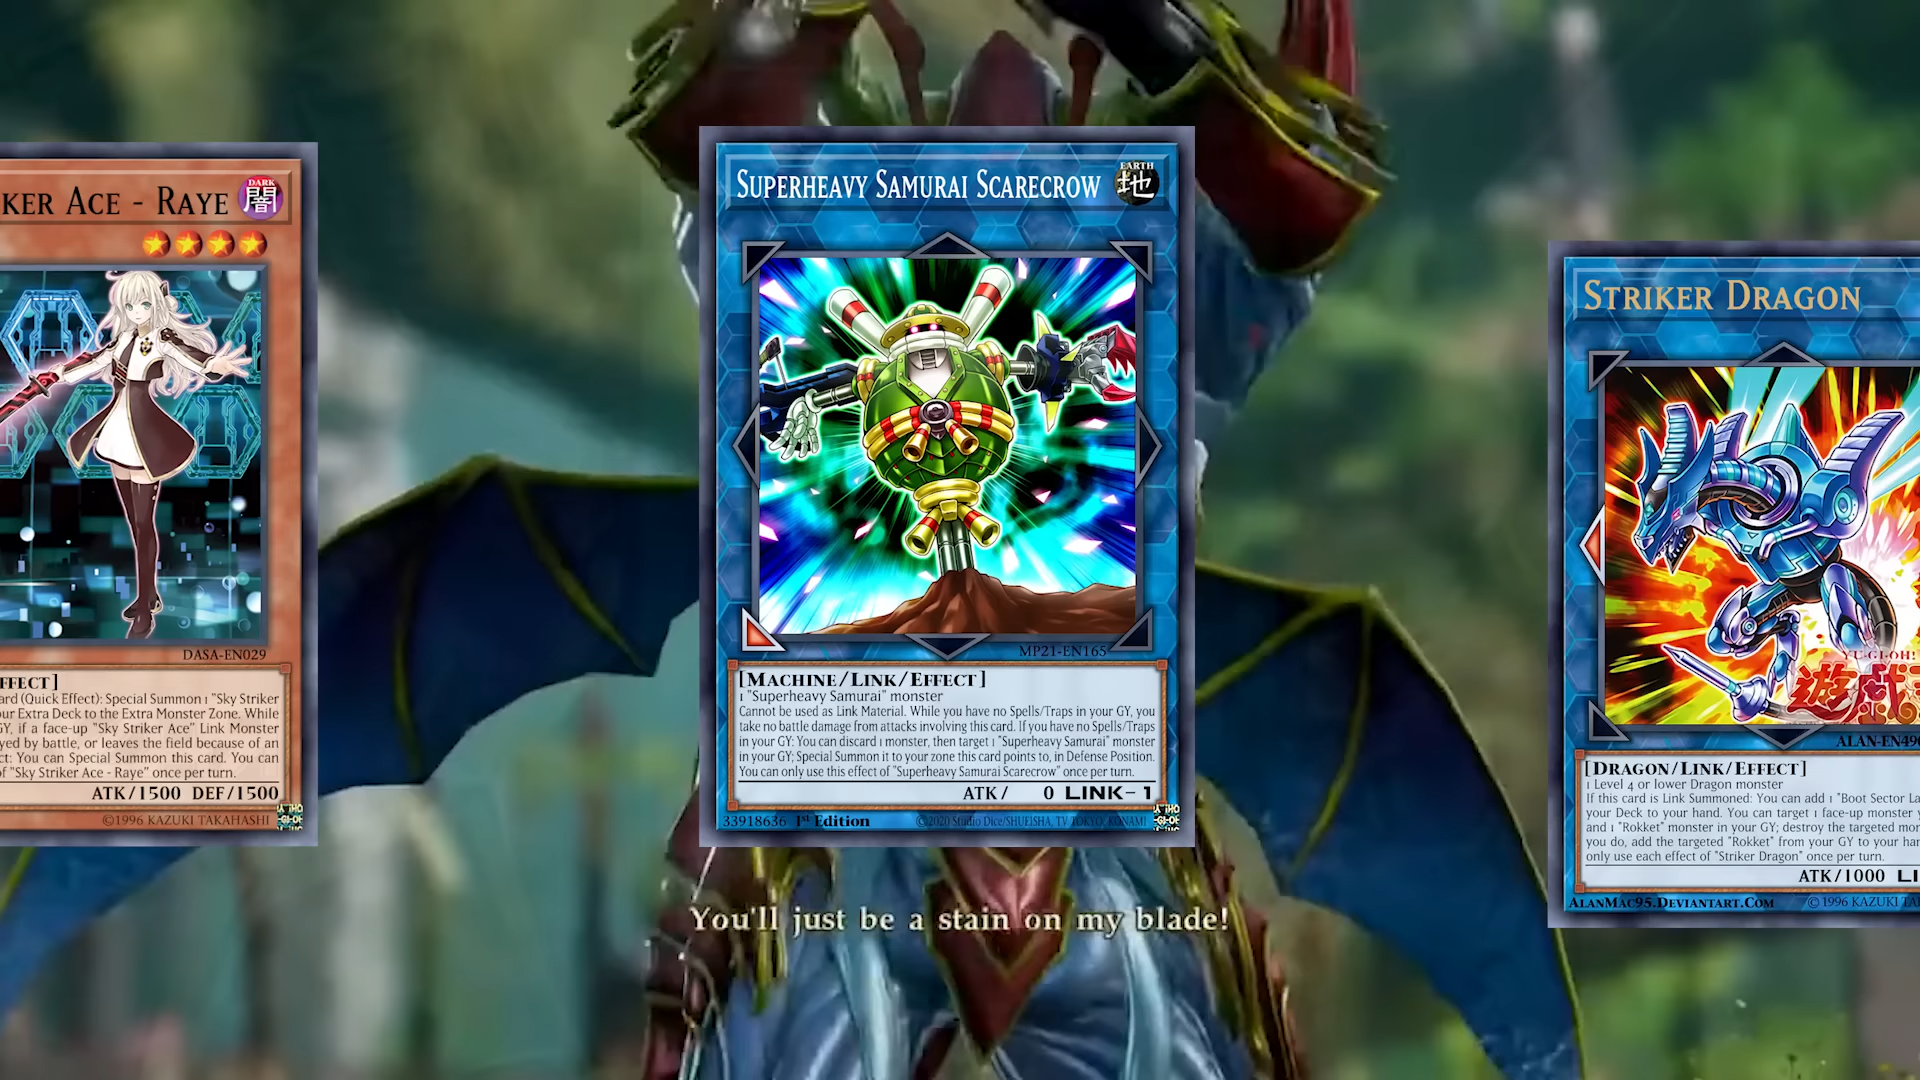 KER ACE - RAYE
DARK
闇
DASA-EN029
FFECT]
ard (Quick Effect): Special Summon 1 "Sky Striker
our Extra Deck to the Extra Monster Zone. While
GY, if a face-up "Sky Striker Ace" Link Monster
yed by battle, or leaves the field because of an
ct: You can Special Summon this card. You can
of "Sky Striker Ace - Raye" once per turn.
ATK/1500 DEF/1500
©1996 KAZUKI TAKAHASHI
SUPERHEAVY SAMURAI SCARECROW
EARTH
地
MP21-EN165
[MACHINE/LINK/EFFECT]
1 "Superheavy Samurai" monster
Cannot be used as Link Material. While you have no Spells/Traps in your GY, you
take no battle damage from attacks involving this card. If you have no Spells/Traps
in your GY: You can discard 1 monster, then target 1 "Superheavy Samurai" monster
in your GY; Special Summon it to your zone this card points to, in Defense Position.
You can only use this effect of "Superheavy Samurai Scarecrow" once per turn.
ATK/ 0 LINK-1
33918636 1st Edition ©2020 Studio Dice/SHUEISHA, TV TOKYO, KONAMI
STRIKER DRAGON
YU-GI-OH!
遊戯
ALAN-EN490
[DRAGON/LINK/EFFECT]
1 Level 4 or lower Dragon monster
If this card is Link Summoned: You can add 1 "Boot Sector La
your Deck to your hand. You can target 1 face-up monster y
and 1 "Rokket" monster in your GY; destroy the targeted mon
you do, add the targeted "Rokket" from your GY to your han
only use each effect of "Striker Dragon" once per turn.
ATK/1000 LI
ALANMAC95.DEVIANTART.COM ©1996 KAZUKI TA
You'll just be a stain on my blade!